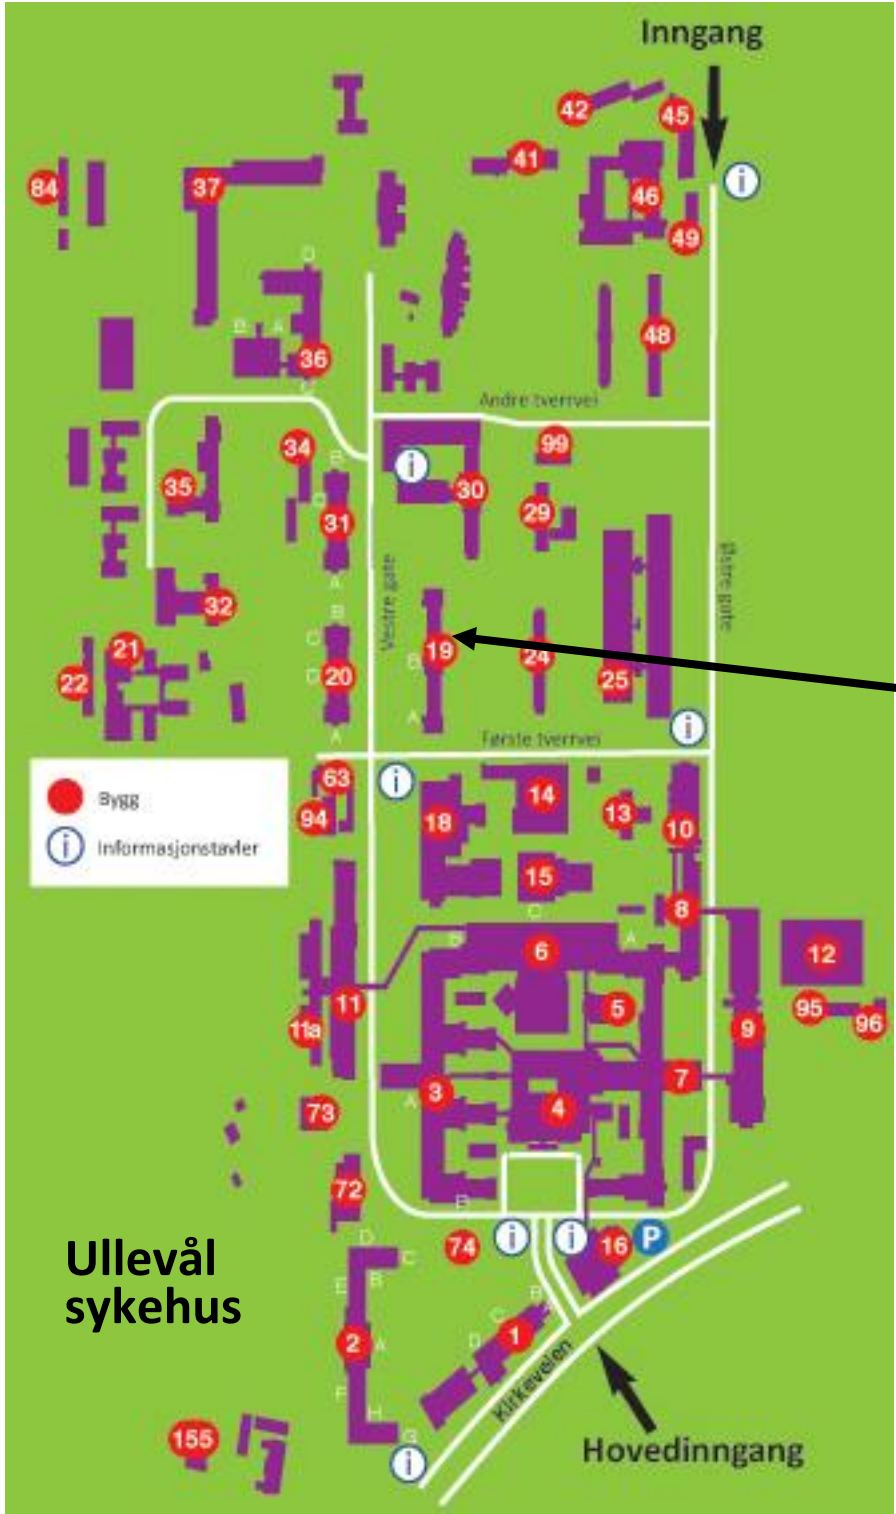 Inngang
i
42
45
41
84
37
46
49
D
B
A
48
36
C
Andre tverrvei
34
99
B
i
35
30
D
29
31
Vestre gate
Østre gate
A
32
B
C
21
19
24
22
D
20
B
25
A
i
A
Første tverrvei
63
i
14
94
18
13
10
Bygg
15
i
Informasjonstavler
8
C
B
6
A
12
11
5
95
96
11a
9
7
3
A
4
73
72
B
i
i
16
P
74
D
C
Ullevål
sykehus
E
B
B
A
C
1
2
A
D
Kirkeveien
F
H
G
155
i
Hovedinngang